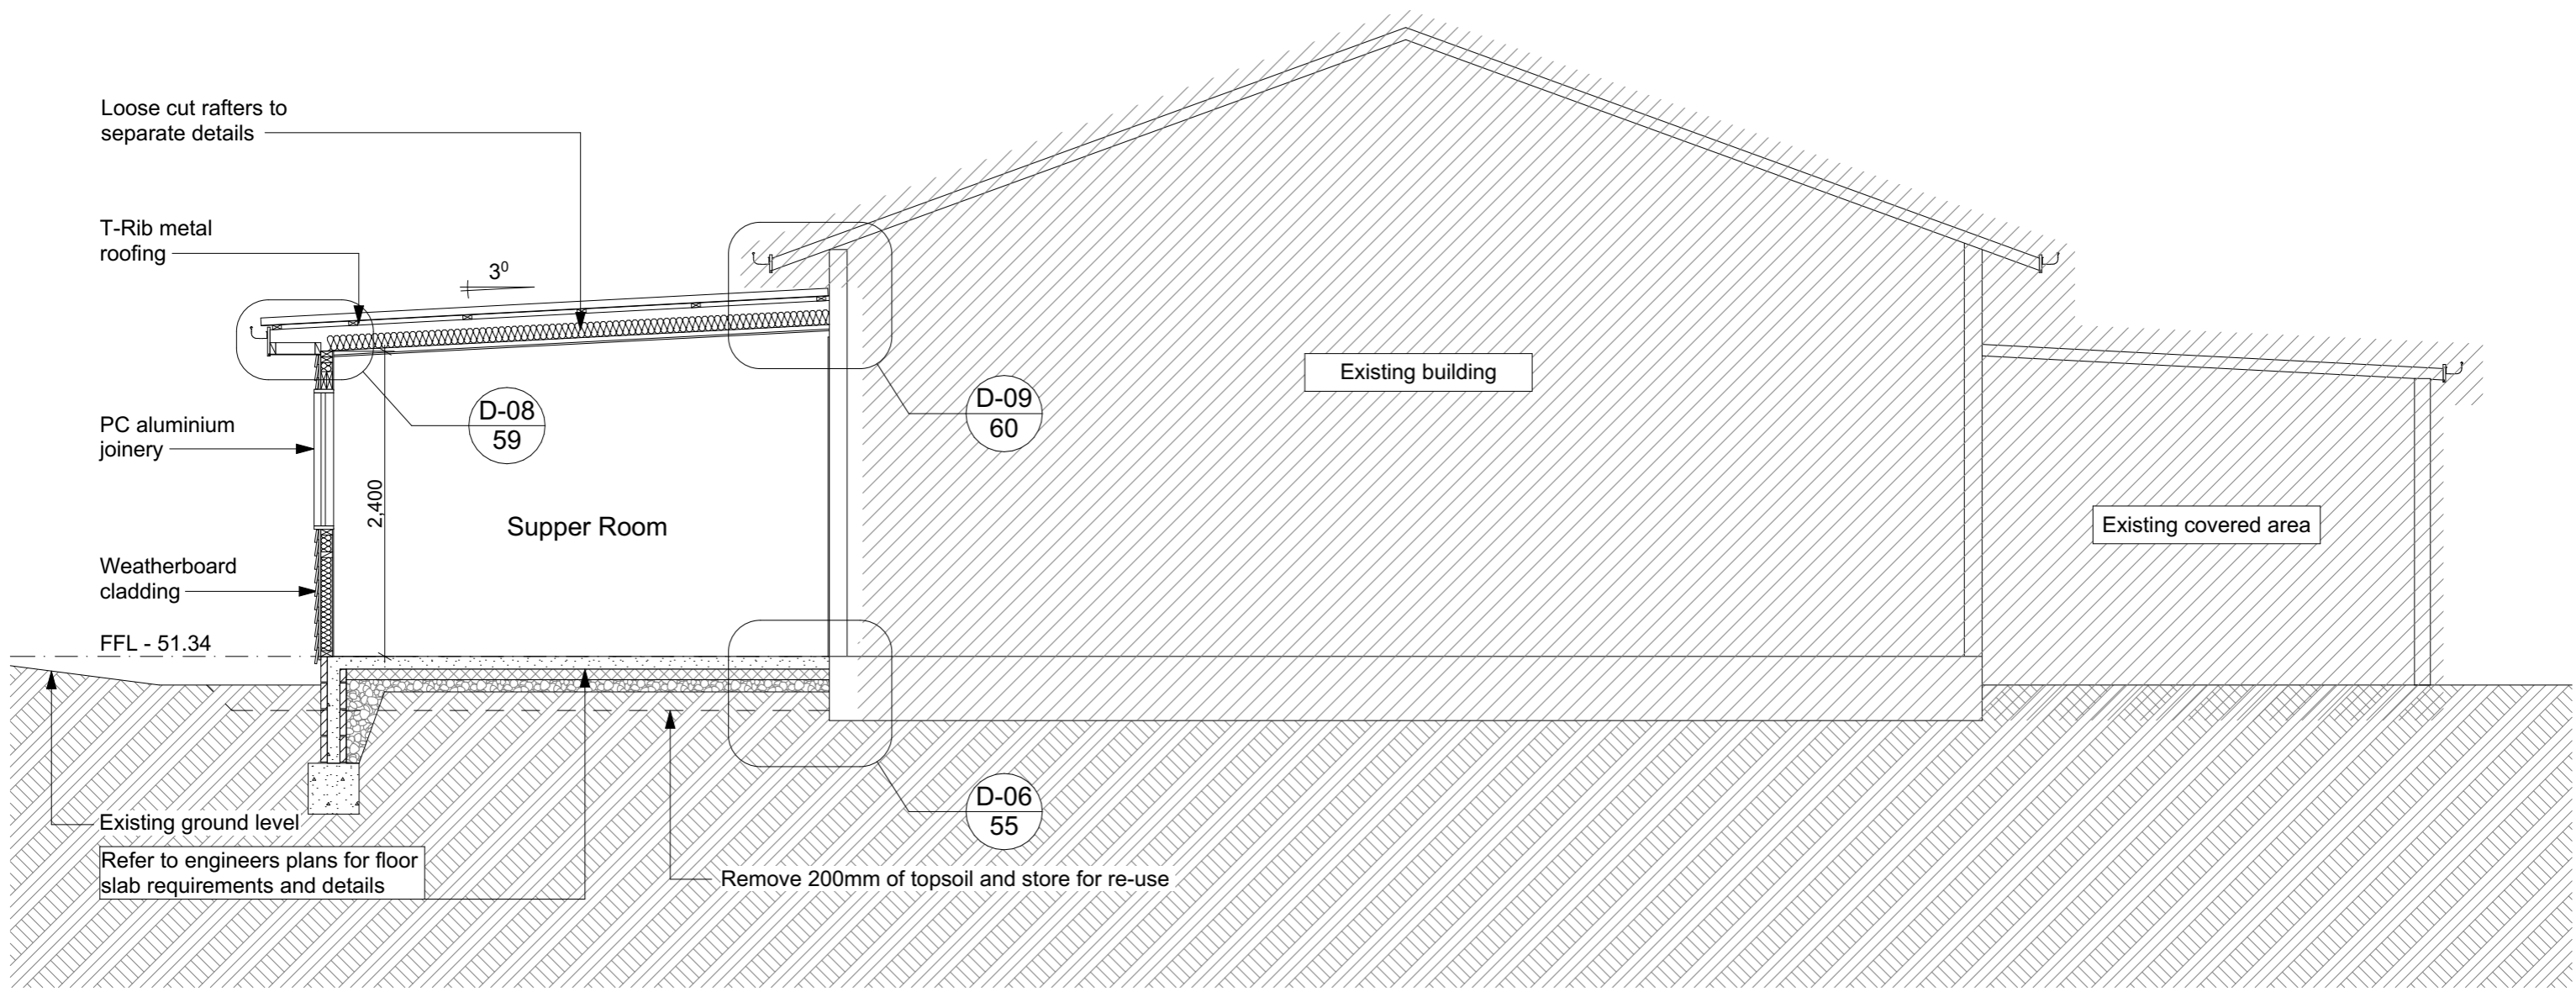 Loose cut rafters to
separate details
T-Rib metal
roofing
3⁰
PC aluminium
joinery
D-08
59
D-09
60
Existing building
2,400
Supper Room
Existing covered area
Weatherboard
cladding
FFL - 51.34
D-06
55
Existing ground level
Refer to engineers plans for floor
slab requirements and details
Remove 200mm of topsoil and store for re-use